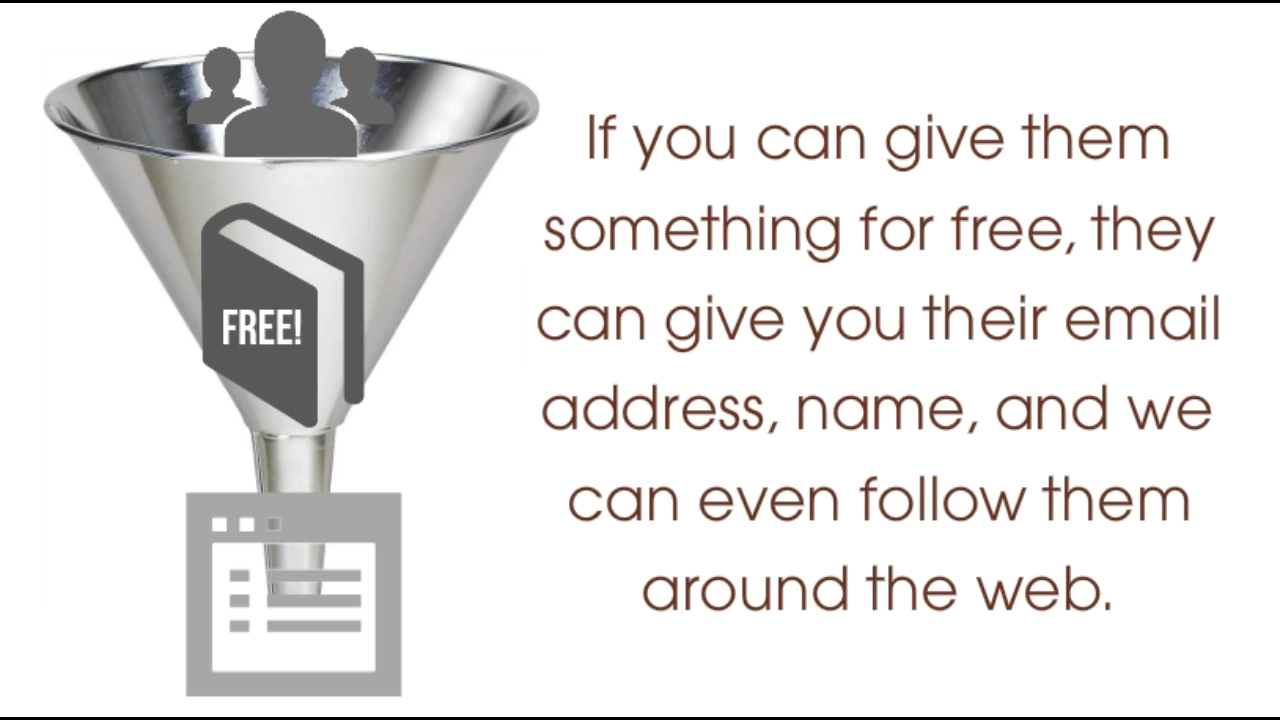 FREE!
If you can give them
something for free, they
can give you their email
address, name, and we
can even follow them
around the web.